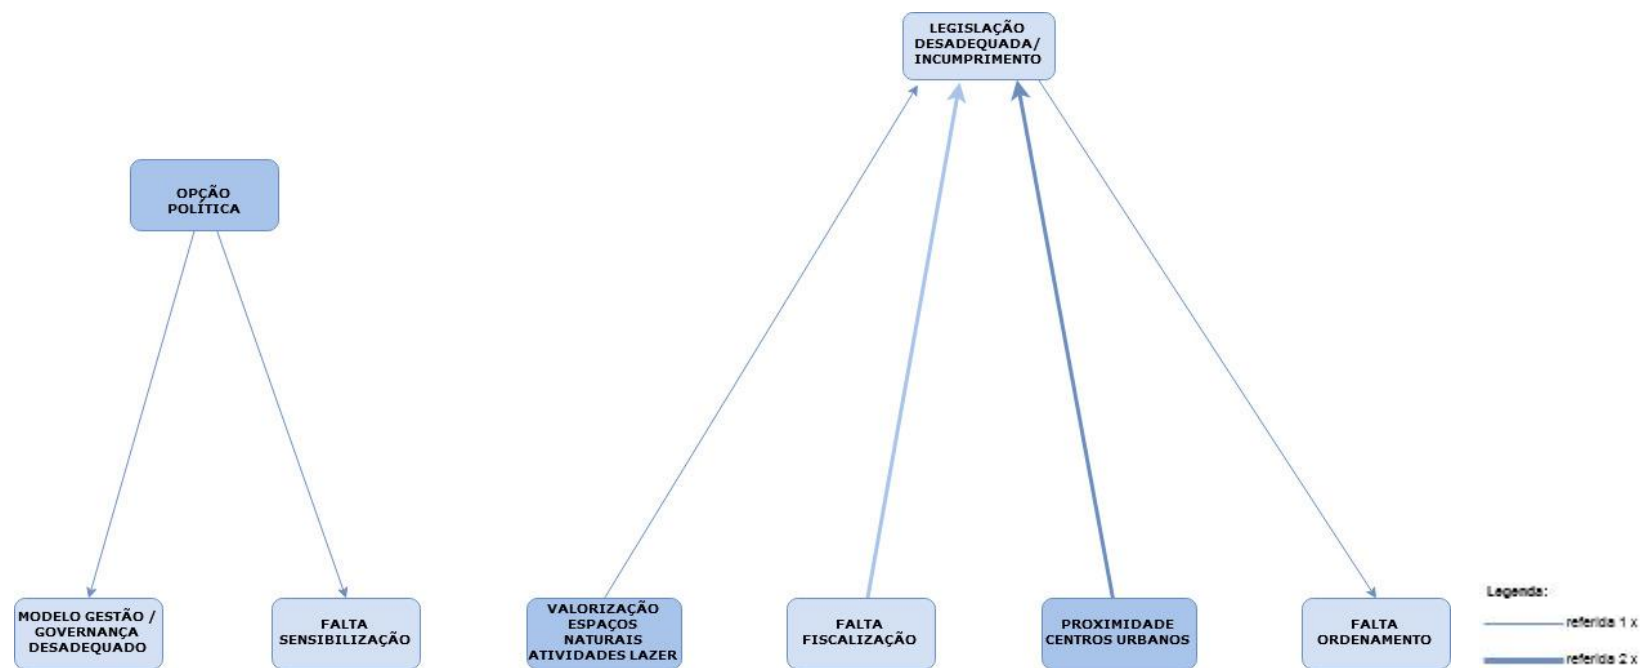 LEGISLAÇÃO
DESADEQUADA/
INCUMPRIMENTO
OPÇÃO
POLÍTICA
MODELO GESTÃO /
GOVERNANÇA
DESADEQUADO
FALTA
SENSIBILIZAÇÃO
VALORIZAÇÃO
ESPAÇOS
NATURAIS
ATIVIDADES LAZER
FALTA
FISCALIZAÇÃO
PROXIMIDADE
CENTROS URBANOS
FALTA
ORDENAMENTO
Legenda:
referida 1 x
referida 2 x